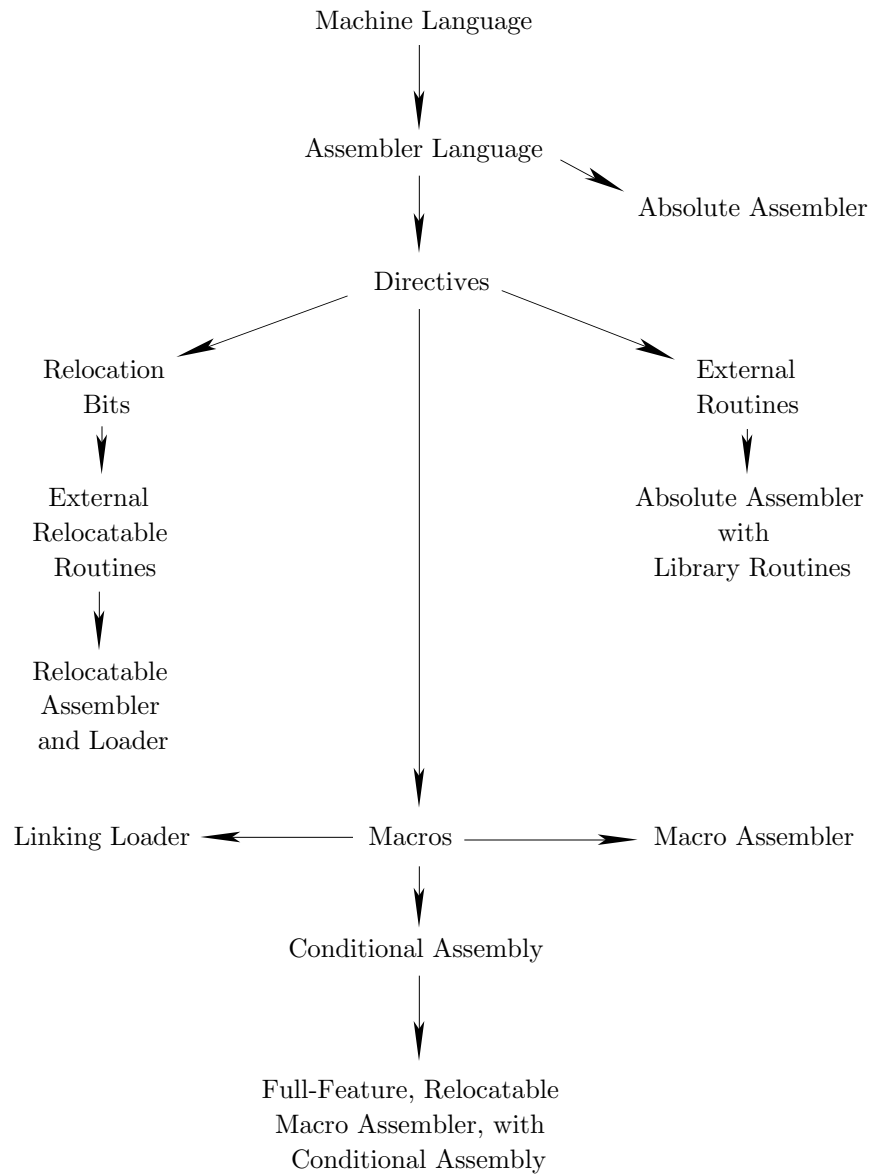 Machine Language
Assembler Language
Absolute Assembler
Directives
Relocation
Bits
External
Routines
External
Relocatable
Routines
Absolute Assembler
with
Library Routines
Relocatable
Assembler
and Loader
Linking Loader
Macros
Macro Assembler
Conditional Assembly
Full-Feature, Relocatable
Macro Assembler, with
Conditional Assembly